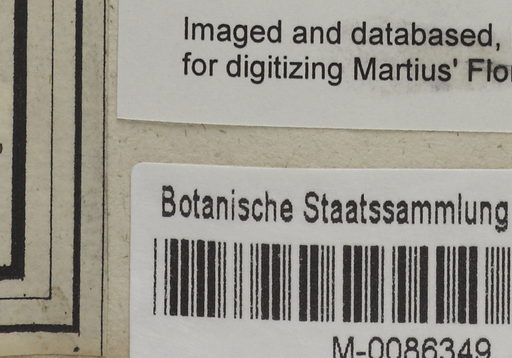 Imaged and databased,
for digitizing Martius' Flo
Botanische Staatssammlung
M-0086349